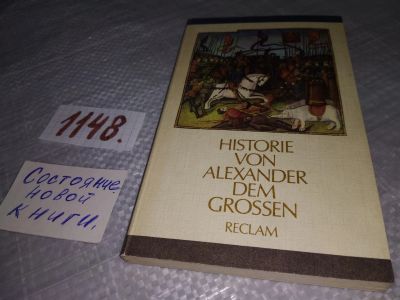 1148.
Состояние
новой
книги.
HISTORIE
VON
ALEXANDER
DEM
GROSSEN
RECLAM